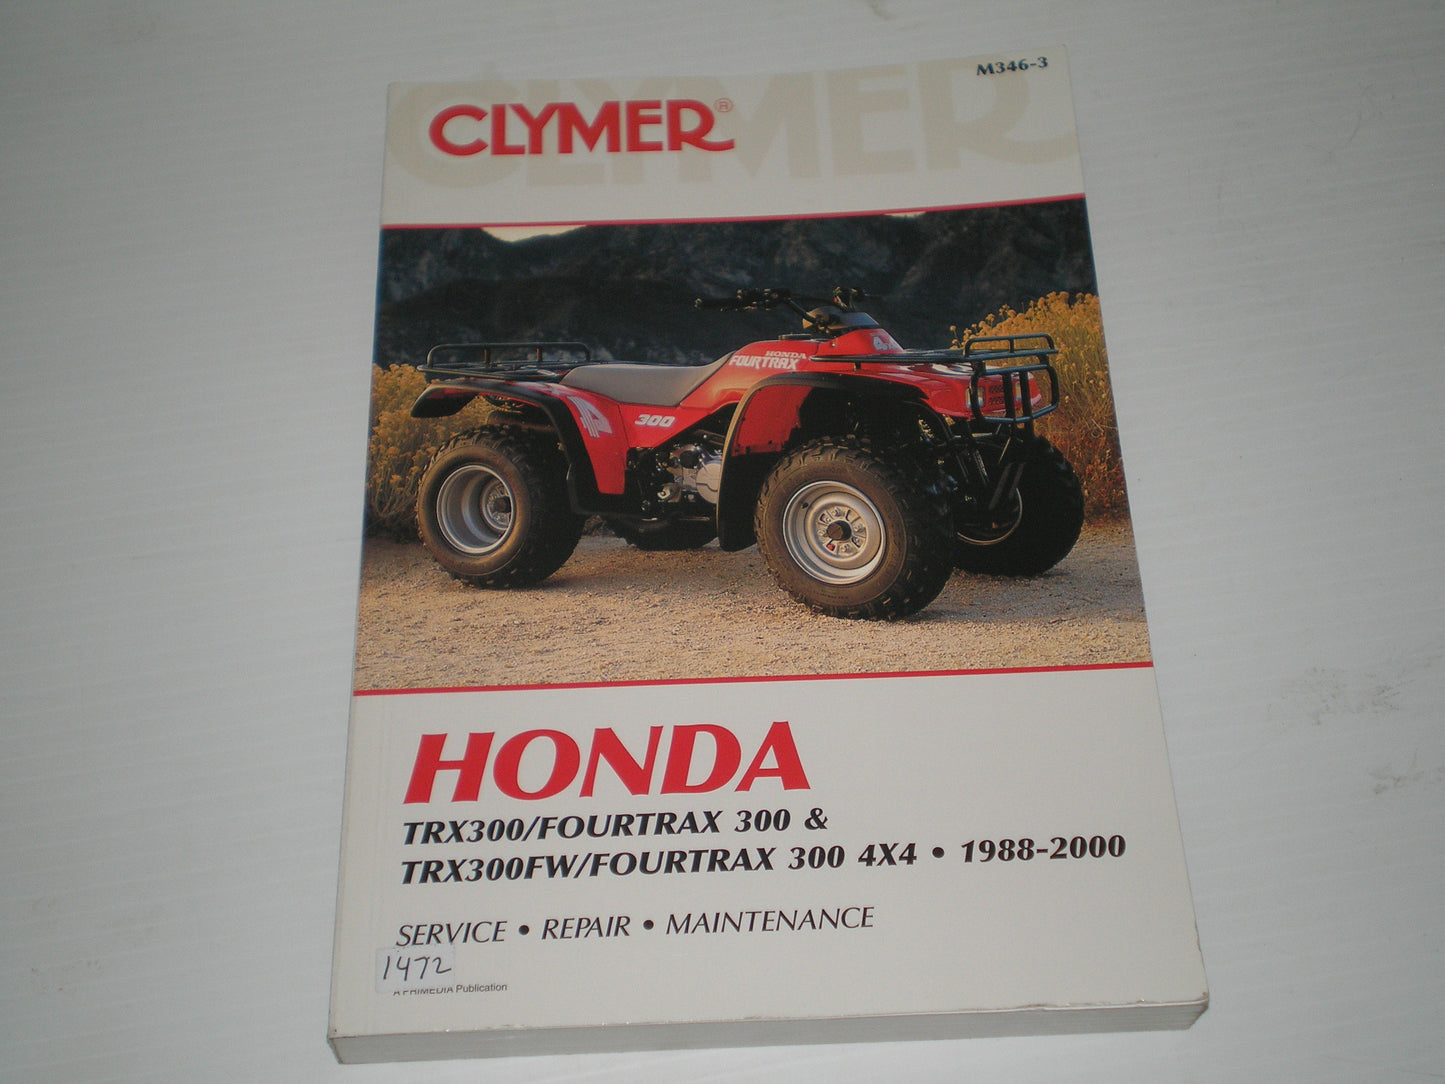 M346-3
CLYMER®
HONDA
FOURTRAX
300
HONDA
TRX300/FOURTRAX 300 &
TRX300FW/FOURTRAX 300 4X4 • 1988-2000
SERVICE • REPAIR • MAINTENANCE
1472
A PRIMEDIA Publication